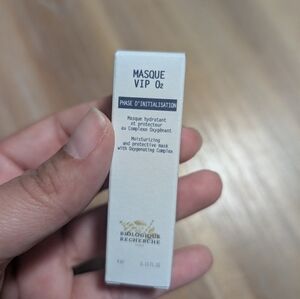 MASQUE
VIP O2
PHASE D'INITIALISATION
Masque hydratant
et protecteur
au Complexe Oxygénant
Moisturizing
and protective mask
with Oxygenating Complex
BIOLOGIQUE
RECHERCHE